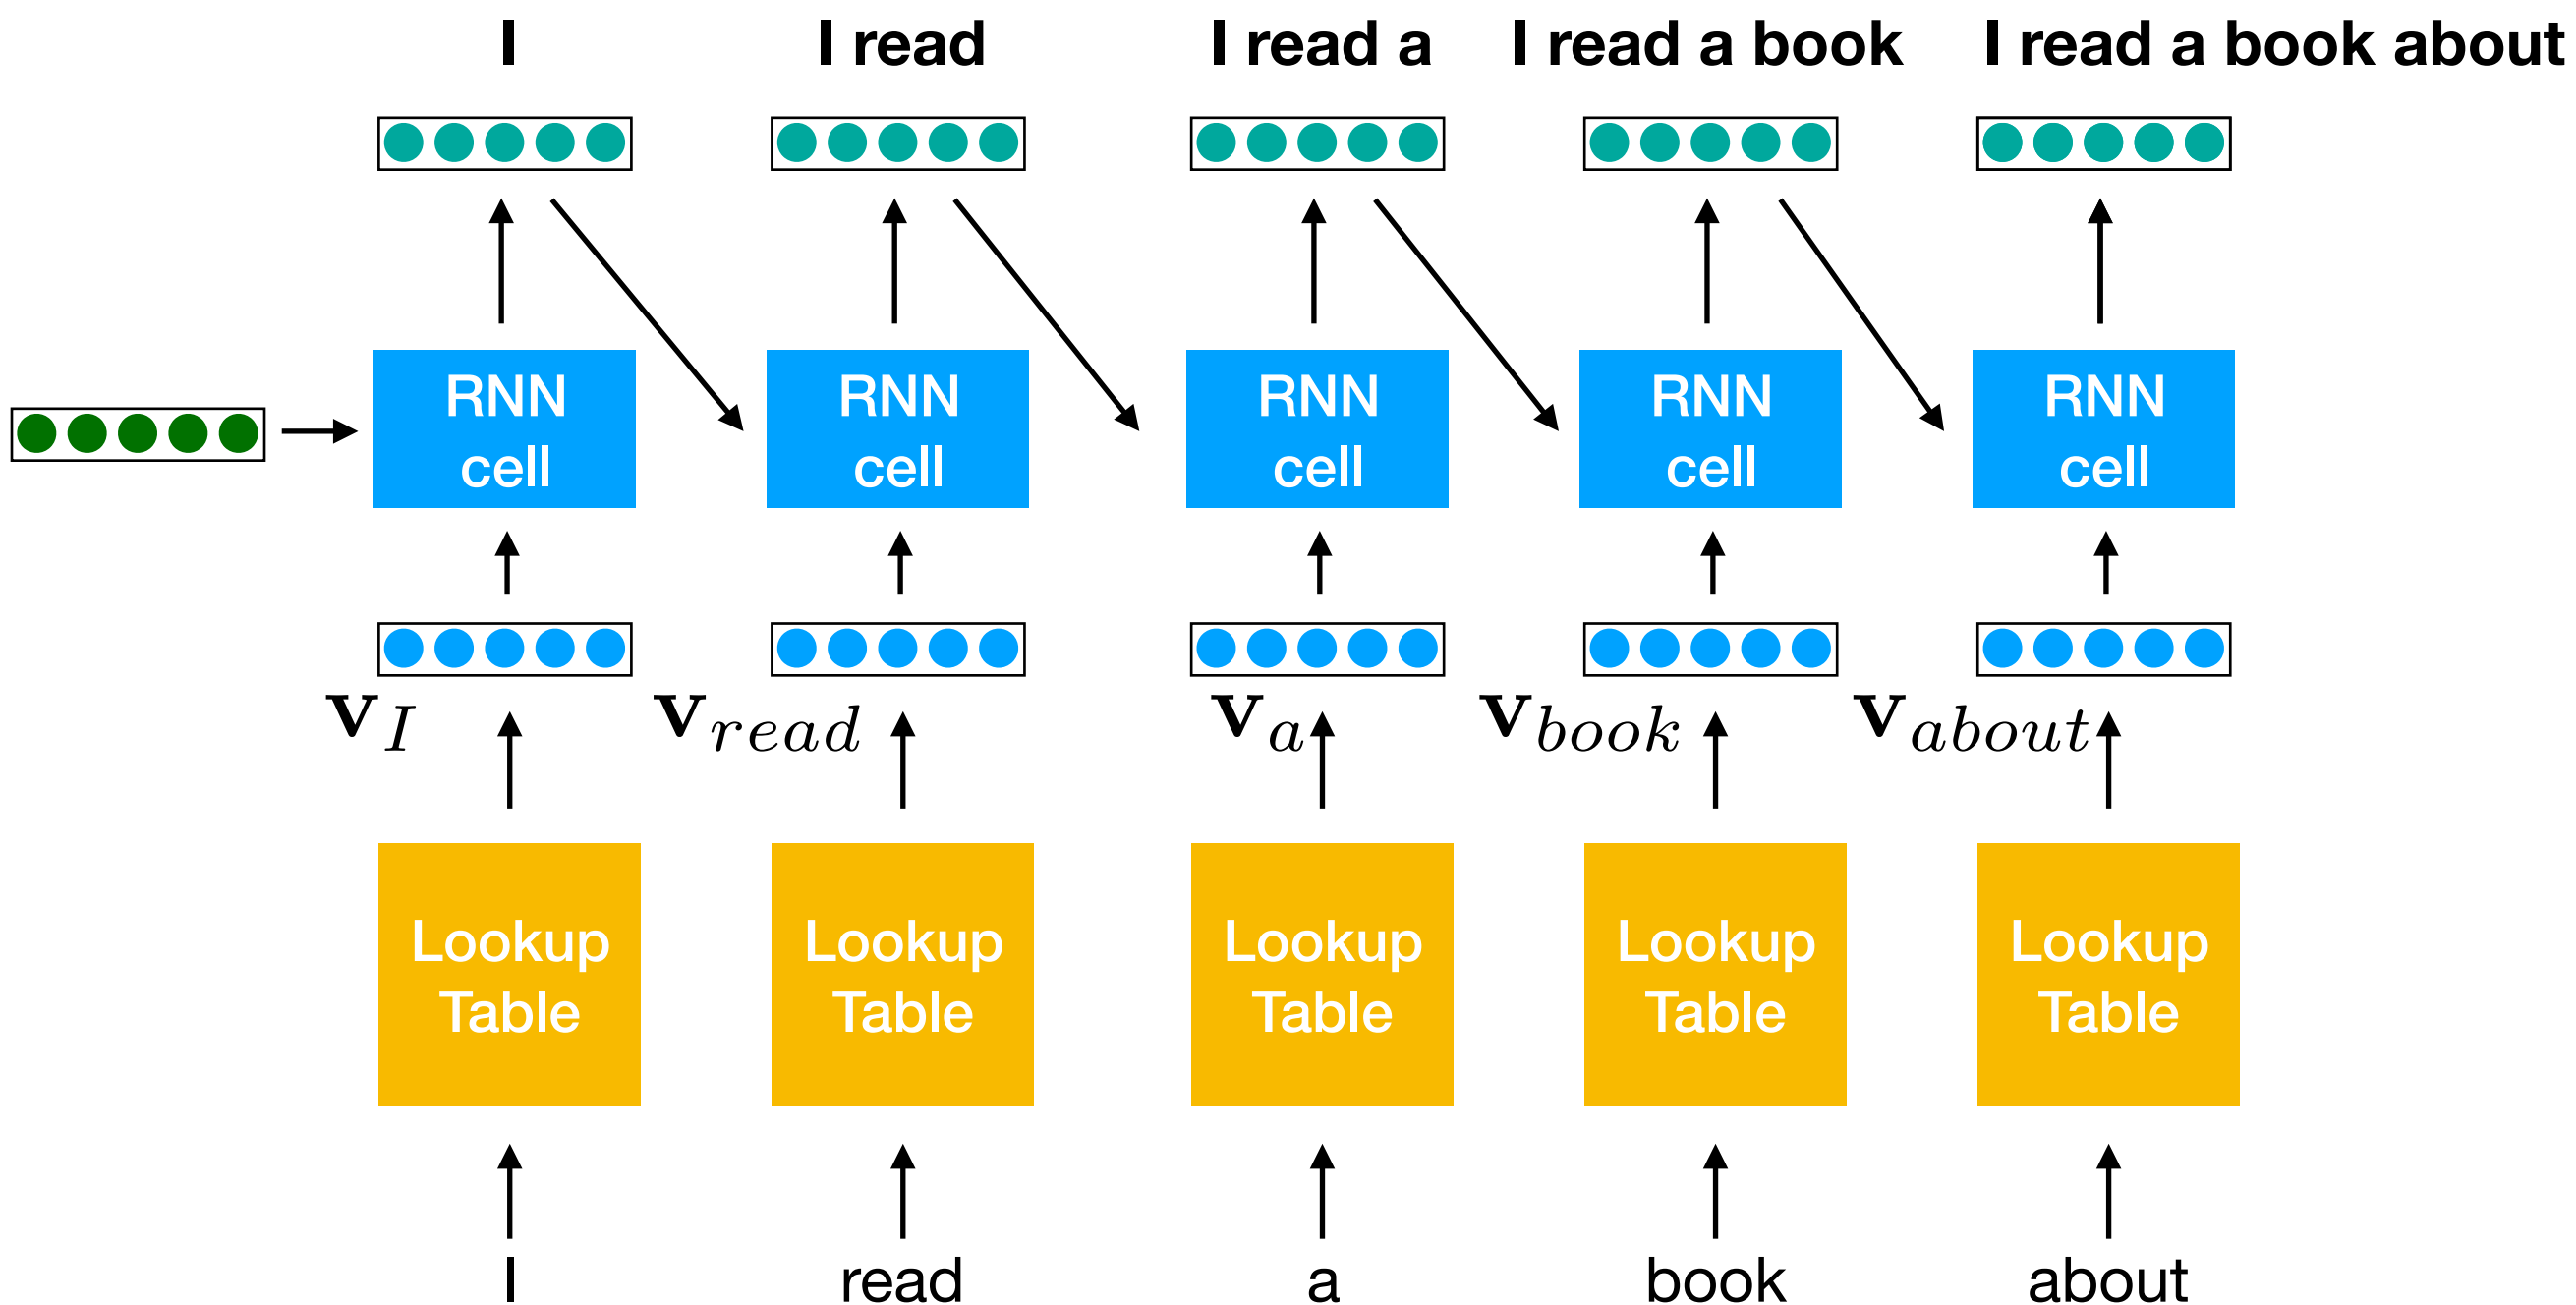 I
I read
I read a
I read a book
I read a book about
RNN
cell
RNN
cell
RNN
cell
RNN
cell
RNN
cell
v_I
v_read
v_a
v_book
v_about
Lookup
Table
Lookup
Table
Lookup
Table
Lookup
Table
Lookup
Table
I
read
a
book
about